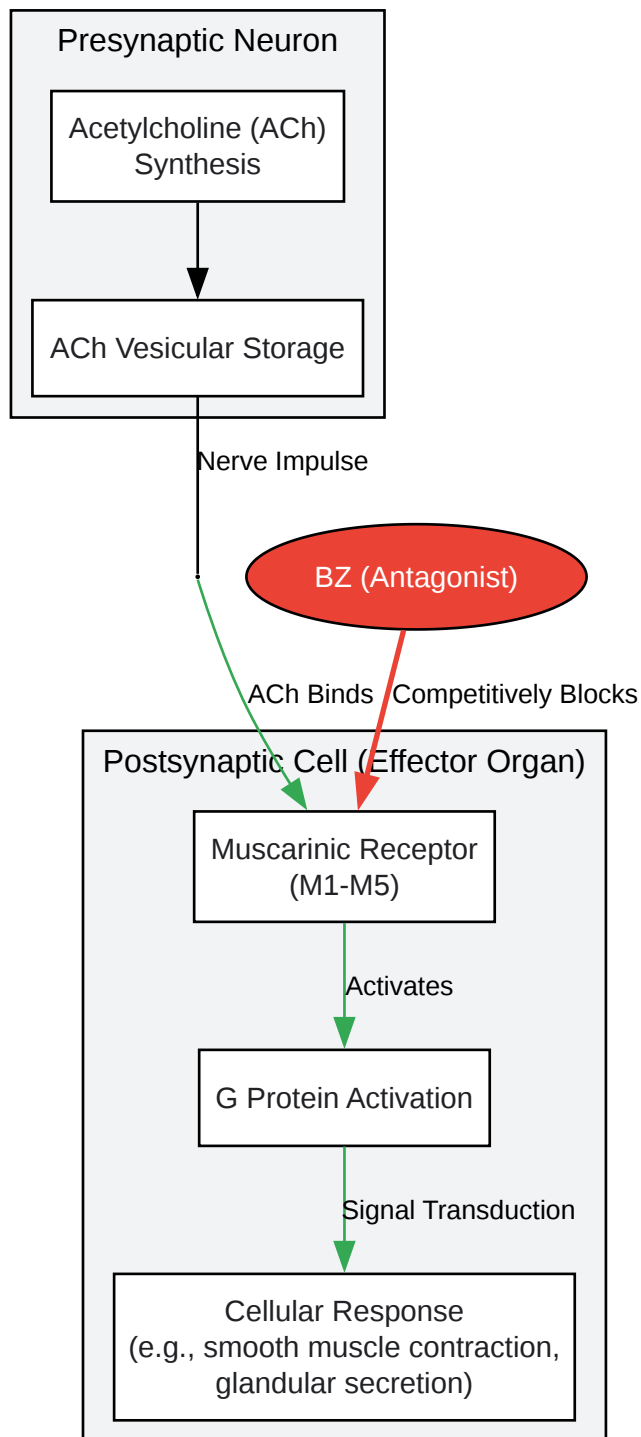 Presynaptic Neuron
Acetylcholine (ACh)
Synthesis
ACh Vesicular Storage
Nerve Impulse
BZ (Antagonist)
ACh Binds
Competitively Blocks
Postsynaptic Cell (Effector Organ)
Muscarinic Receptor
(M1-M5)
Activates
G Protein Activation
Signal Transduction
Cellular Response
(e.g., smooth muscle contraction,
glandular secretion)